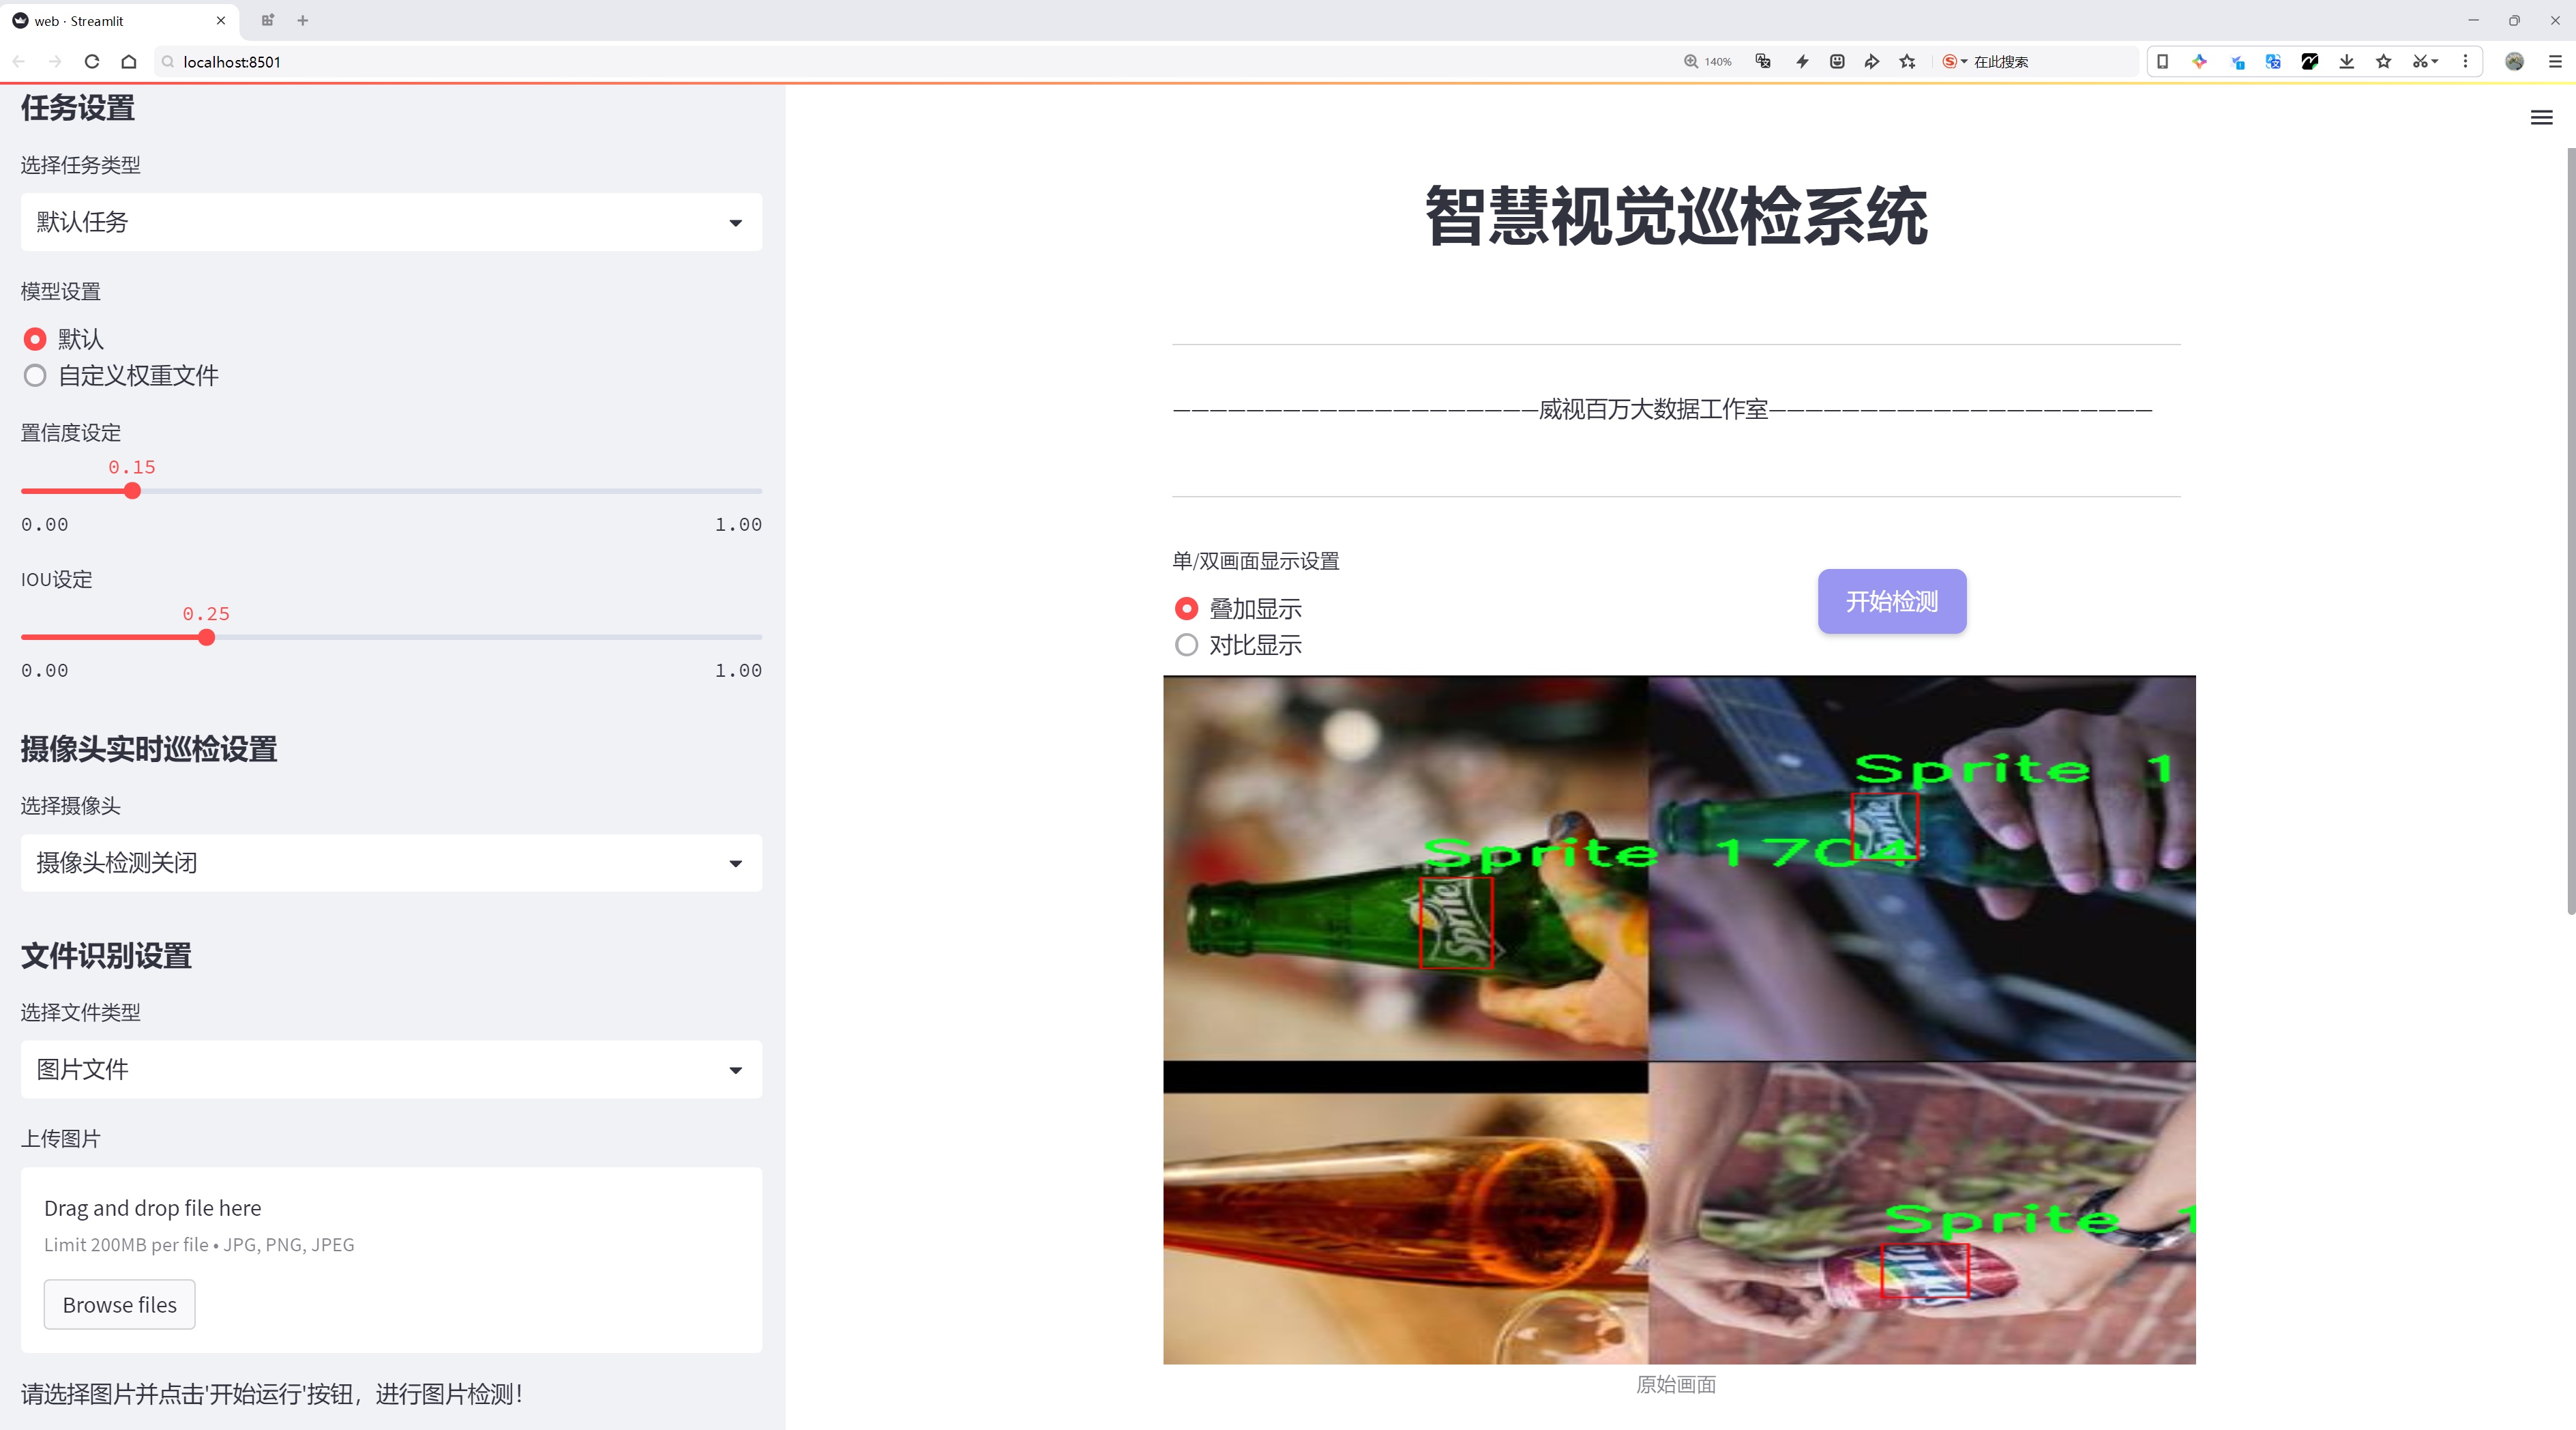 web · Streamlit
localhost:8501
140%
在此搜索
任务设置
选择任务类型
默认任务
模型设置
默认
自定义权重文件
置信度设定
0.15
0.00
1.00
IOU设定
0.25
0.00
1.00
摄像头实时巡检设置
选择摄像头
摄像头检测关闭
文件识别设置
选择文件类型
图片文件
上传图片
Drag and drop file here
Limit 200MB per file • JPG, PNG, JPEG
Browse files
请选择图片并点击'开始运行'按钮，进行图片检测！
智慧视觉巡检系统
————————————————————威视百万大数据工作室—————————————————————
单/双画面显示设置
叠加显示
对比显示
开始检测
Sprite 1
Sprite
Sprite 1704
Sprite
Sprite 1
原始画面